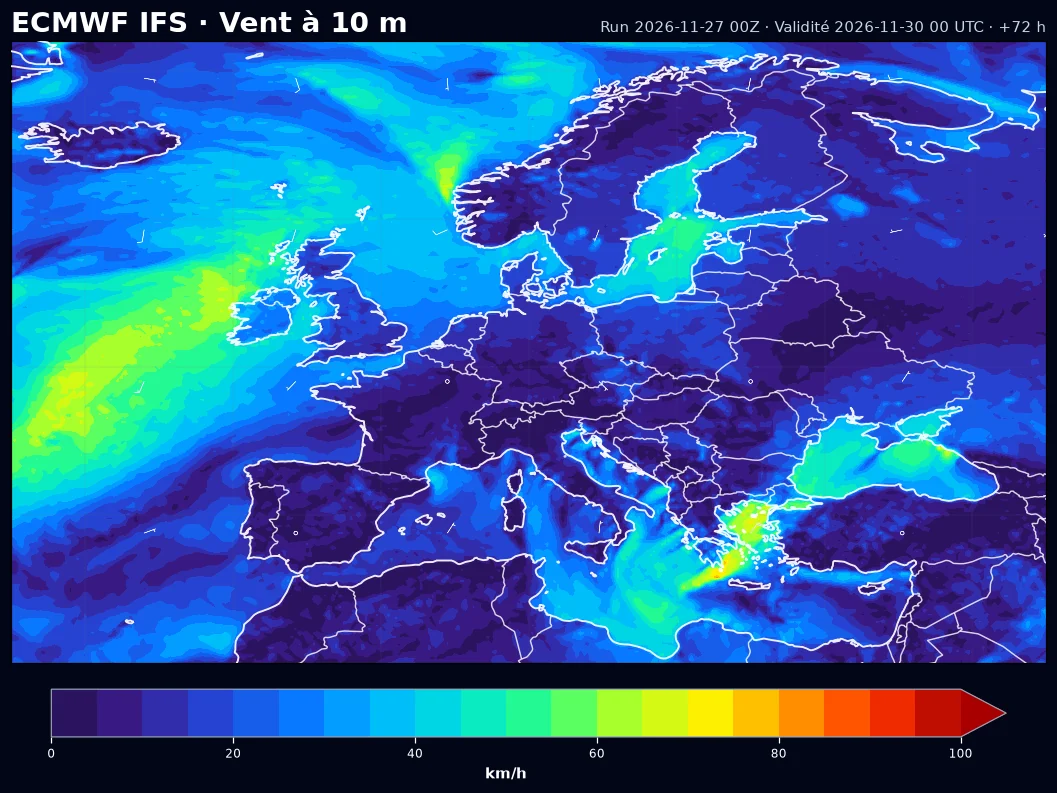 ECMWF IFS · Vent à 10 m
Run 2026-11-27 00Z · Validité 2026-11-30 00 UTC · +72 h
0 20 40 60 80 100
km/h